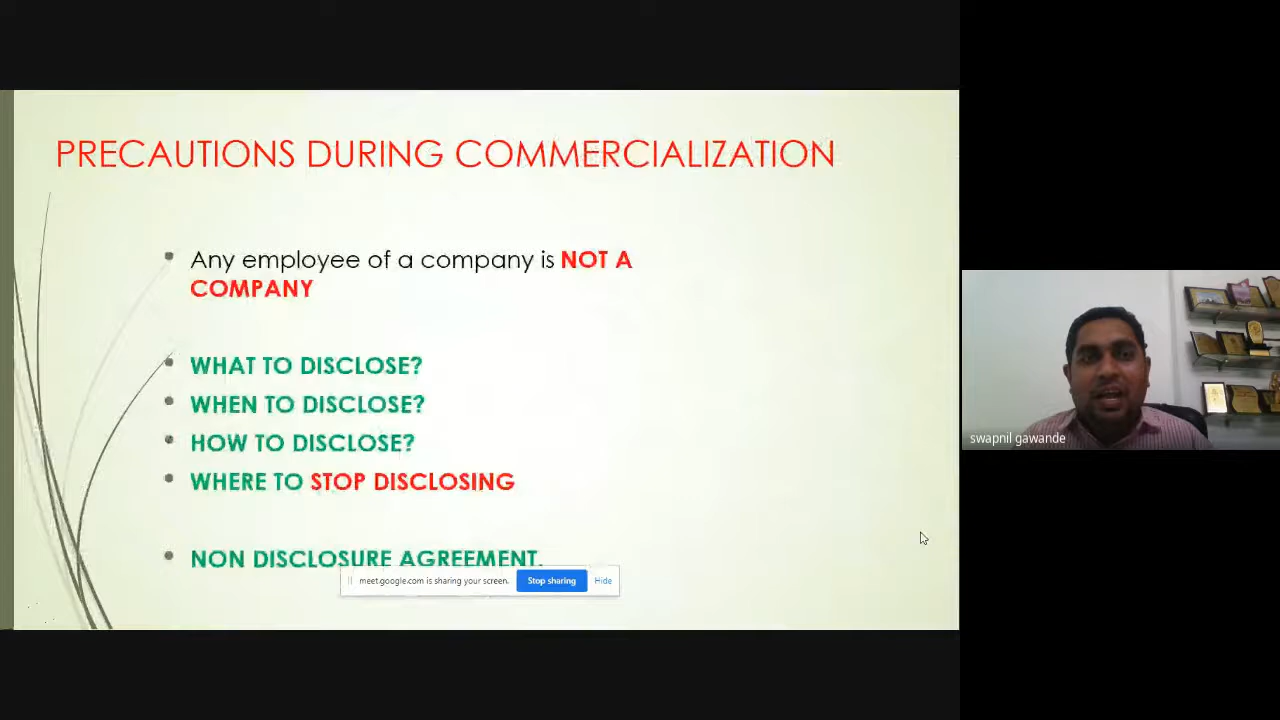 PRECAUTIONS DURING COMMERCIALIZATION
Any employee of a company is NOT A
COMPANY
WHAT TO DISCLOSE?
WHEN TO DISCLOSE?
HOW TO DISCLOSE?
WHERE TO STOP DISCLOSING
NON DISCLOSURE AGREEMENT.
meet.google.com is sharing your screen.
Stop sharing
Hide
swapnil gawande